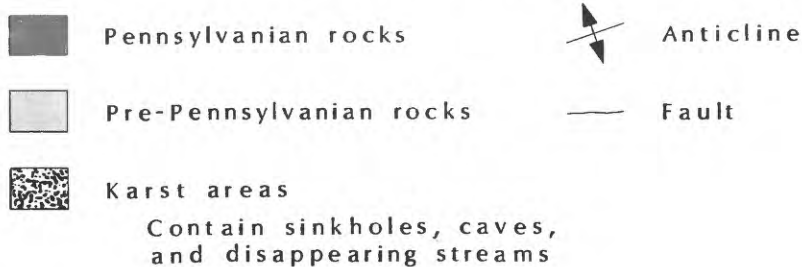 Pennsylvanian rocks
Anticline
Pre-Pennsylvanian rocks
Fault
Karst areas
Contain sinkholes, caves,
and disappearing streams